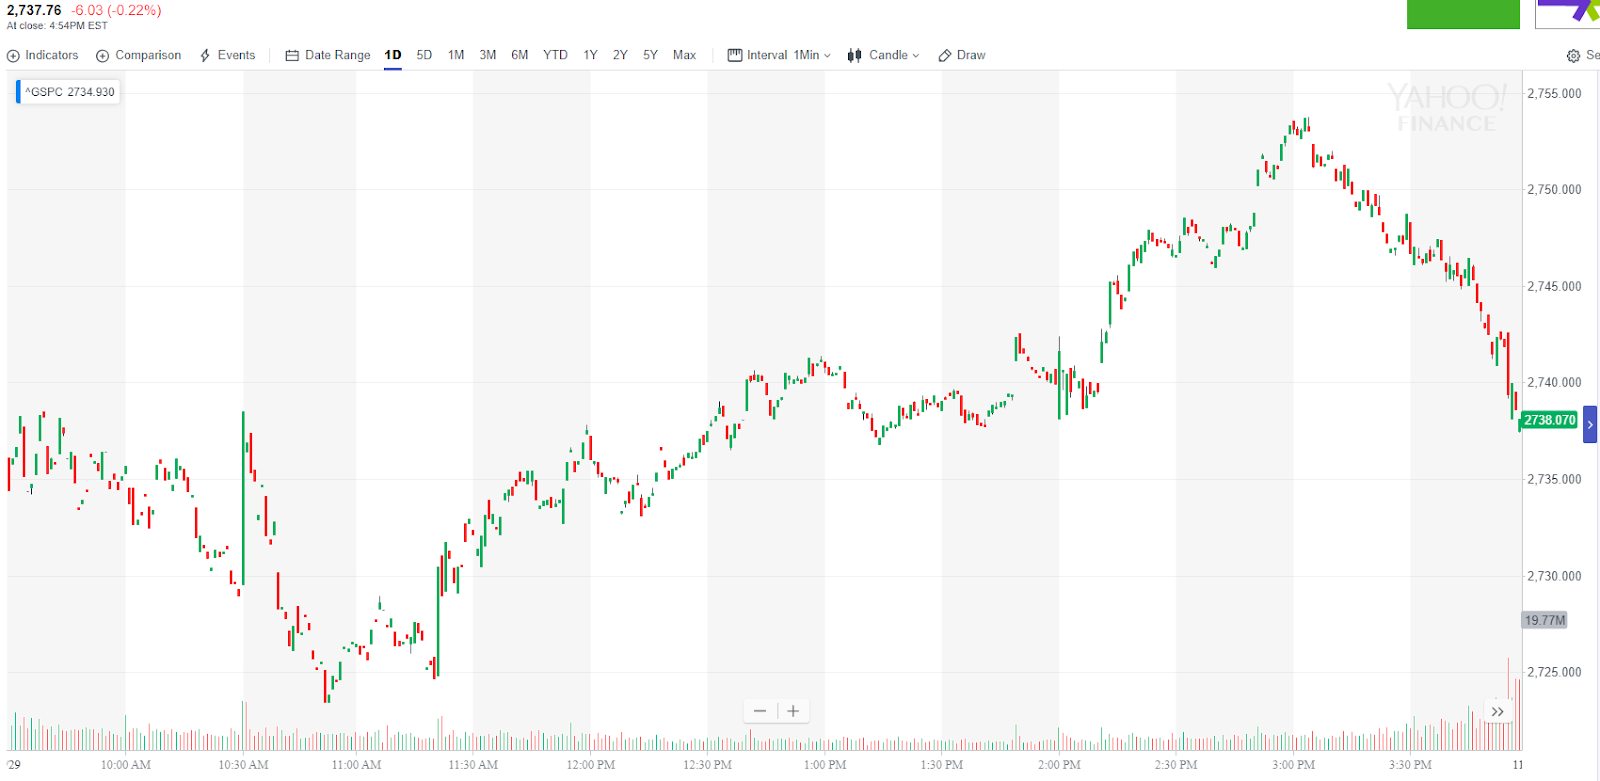 2,737.76 -6.03 (-0.22%)
At close: 4:54PM EST
Indicators Comparison Events Date Range 1D 5D 1M 3M 6M YTD 1Y 2Y 5Y Max Interval 1Min Candle Draw Se
^GSPC 2734.930
YAHOO!
FINANCE
2,755.000
2,750.000
2,745.000
2,740.000
2738.070
2,735.000
2,730.000
19.77M
2,725.000
'29 10:00 AM 10:30 AM 11:00 AM 11:30 AM 12:00 PM 12:30 PM 1:00 PM 1:30 PM 2:00 PM 2:30 PM 3:00 PM 3:30 PM 11